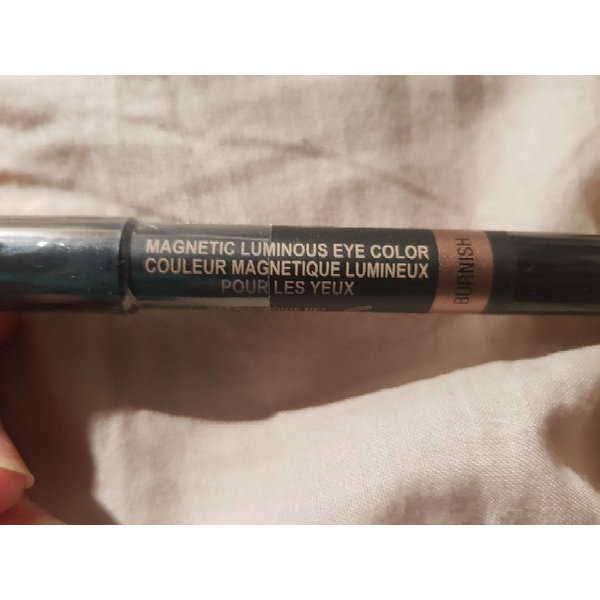 MAGNETIC LUMINOUS EYE COLOR
COULEUR MAGNETIQUE LUMINEUX
POUR LES YEUX
BURNISH